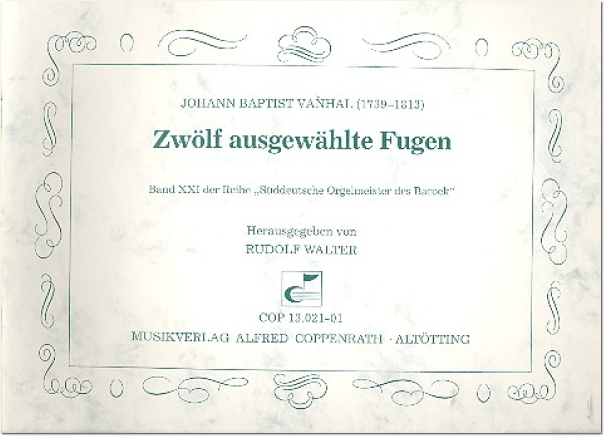 JOHANN BAPTIST VAŇHAL (1739–1813)
Zwölf ausgewählte Fugen
Band XXI der Reihe „Süddeutsche Orgelmeister des Barock“
Herausgegeben von
RUDOLF WALTER
COP 13.021-01
MUSIKVERLAG ALFRED COPPENRATH · ALTÖTTING